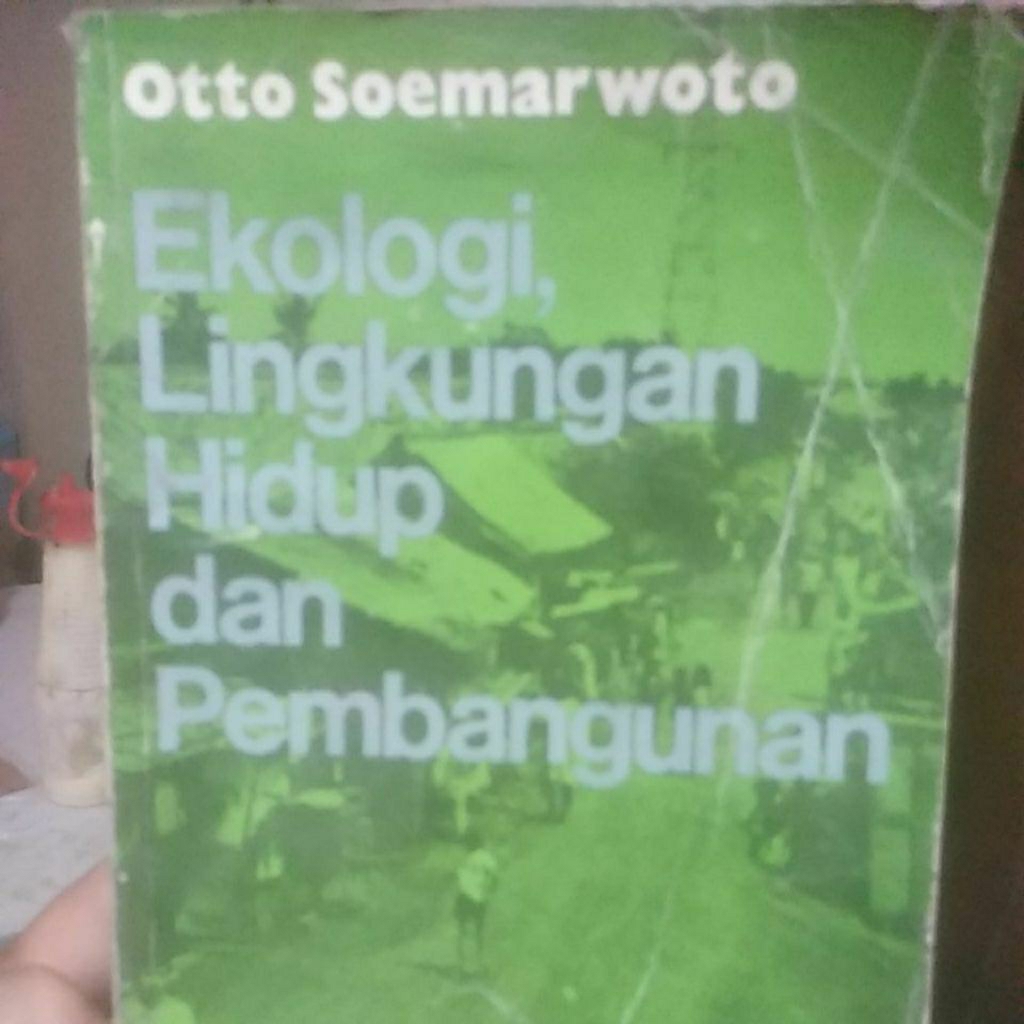 Otto Soemarwoto
Ekologi,
Lingkungan
Hidup
dan
Pembangunan